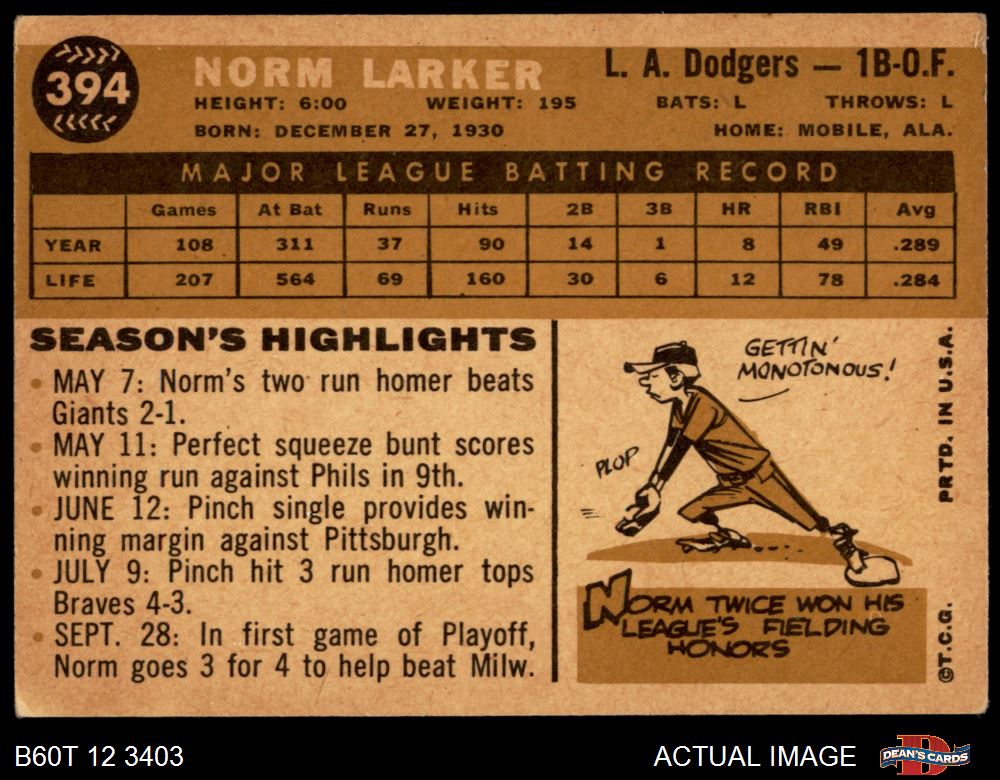 394
NORM LARKER
L. A. Dodgers — 1B-O.F.
HEIGHT: 6:00 WEIGHT: 195 BATS: L THROWS: L
BORN: DECEMBER 27, 1930 HOME: MOBILE, ALA.
MAJOR LEAGUE BATTING RECORD
Games At Bat Runs Hits 2B 3B HR RBI Avg
YEAR 108 311 37 90 14 1 8 49 .289
LIFE 207 564 69 160 30 6 12 78 .284
SEASON'S HIGHLIGHTS
• MAY 7: Norm's two run homer beats
Giants 2-1.
• MAY 11: Perfect squeeze bunt scores
winning run against Phils in 9th.
• JUNE 12: Pinch single provides win-
ning margin against Pittsburgh.
• JULY 9: Pinch hit 3 run homer tops
Braves 4-3.
• SEPT. 28: In first game of Playoff,
Norm goes 3 for 4 to help beat Milw.
GETTIN'
MONOTONOUS!
PLOP
NORM TWICE WON HIS
LEAGUE'S FIELDING
HONORS
PRTD. IN U.S.A.
©T.C.G.
B60T 12 3403
ACTUAL IMAGE
DEAN'S CARDS